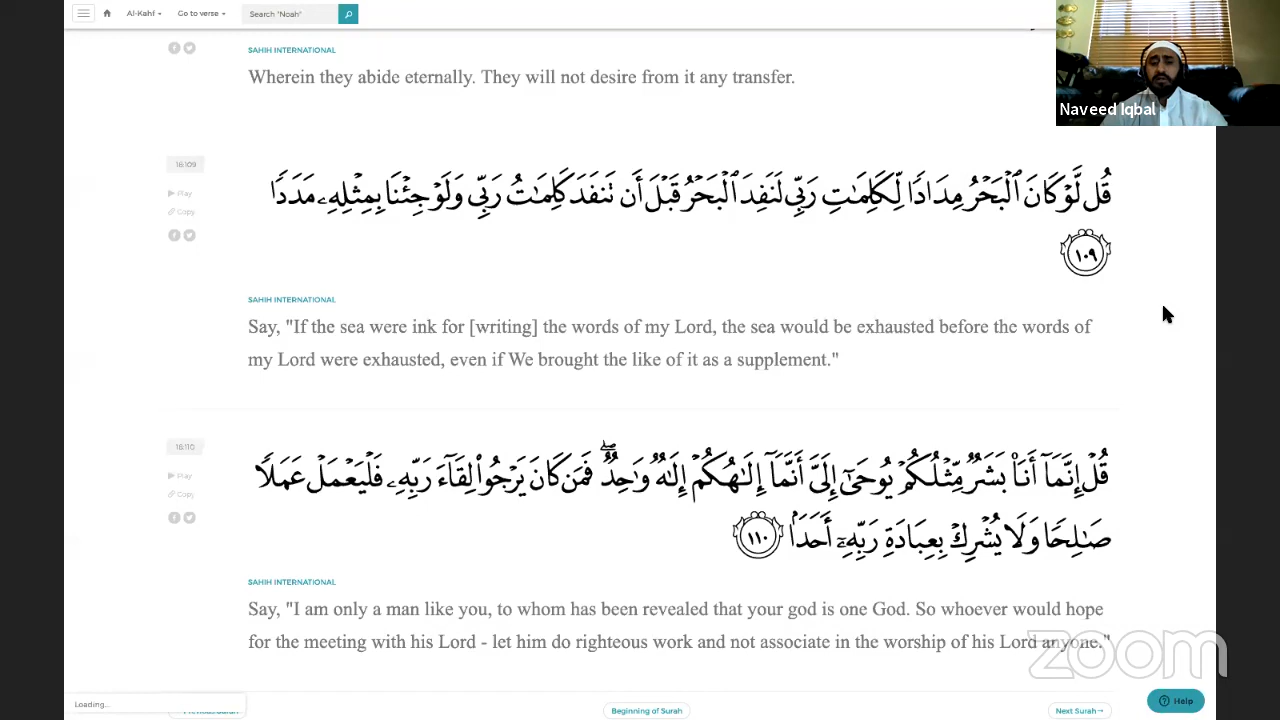 Al-Kahf
Go to verse
Search "Noah"
SAHIH INTERNATIONAL
Wherein they abide eternally. They will not desire from it any transfer.
Naveed Iqbal
18:109
Play
Copy
قُل لَّوْ كَانَ ٱلْبَحْرُ مِدَادًا لِّكَلِمَـٰتِ رَبِّى لَنَفِدَ ٱلْبَحْرُ قَبْلَ أَن تَنفَدَ كَلِمَـٰتُ رَبِّى وَلَوْ جِئْنَا بِمِثْلِهِۦ مَدَدًا
١٠٩
SAHIH INTERNATIONAL
Say, "If the sea were ink for [writing] the words of my Lord, the sea would be exhausted before the words of
my Lord were exhausted, even if We brought the like of it as a supplement."
18:110
Play
Copy
قُلْ إِنَّمَآ أَنَا۠ بَشَرٌ مِّثْلُكُمْ يُوحَىٰٓ إِلَىَّ أَنَّمَآ إِلَـٰهُكُمْ إِلَـٰهٌ وَٰحِدٌ ۖ فَمَن كَانَ يَرْجُوا۟ لِقَآءَ رَبِّهِۦ فَلْيَعْمَلْ عَمَلًا
صَـٰلِحًا وَلَا يُشْرِكْ بِعِبَادَةِ رَبِّهِۦٓ أَحَدًۢا ١١٠
SAHIH INTERNATIONAL
Say, "I am only a man like you, to whom has been revealed that your god is one God. So whoever would hope
for the meeting with his Lord - let him do righteous work and not associate in the worship of his Lord anyone."
zoom
Loading...
Previous Surah
Beginning of Surah
Next Surah→
Help